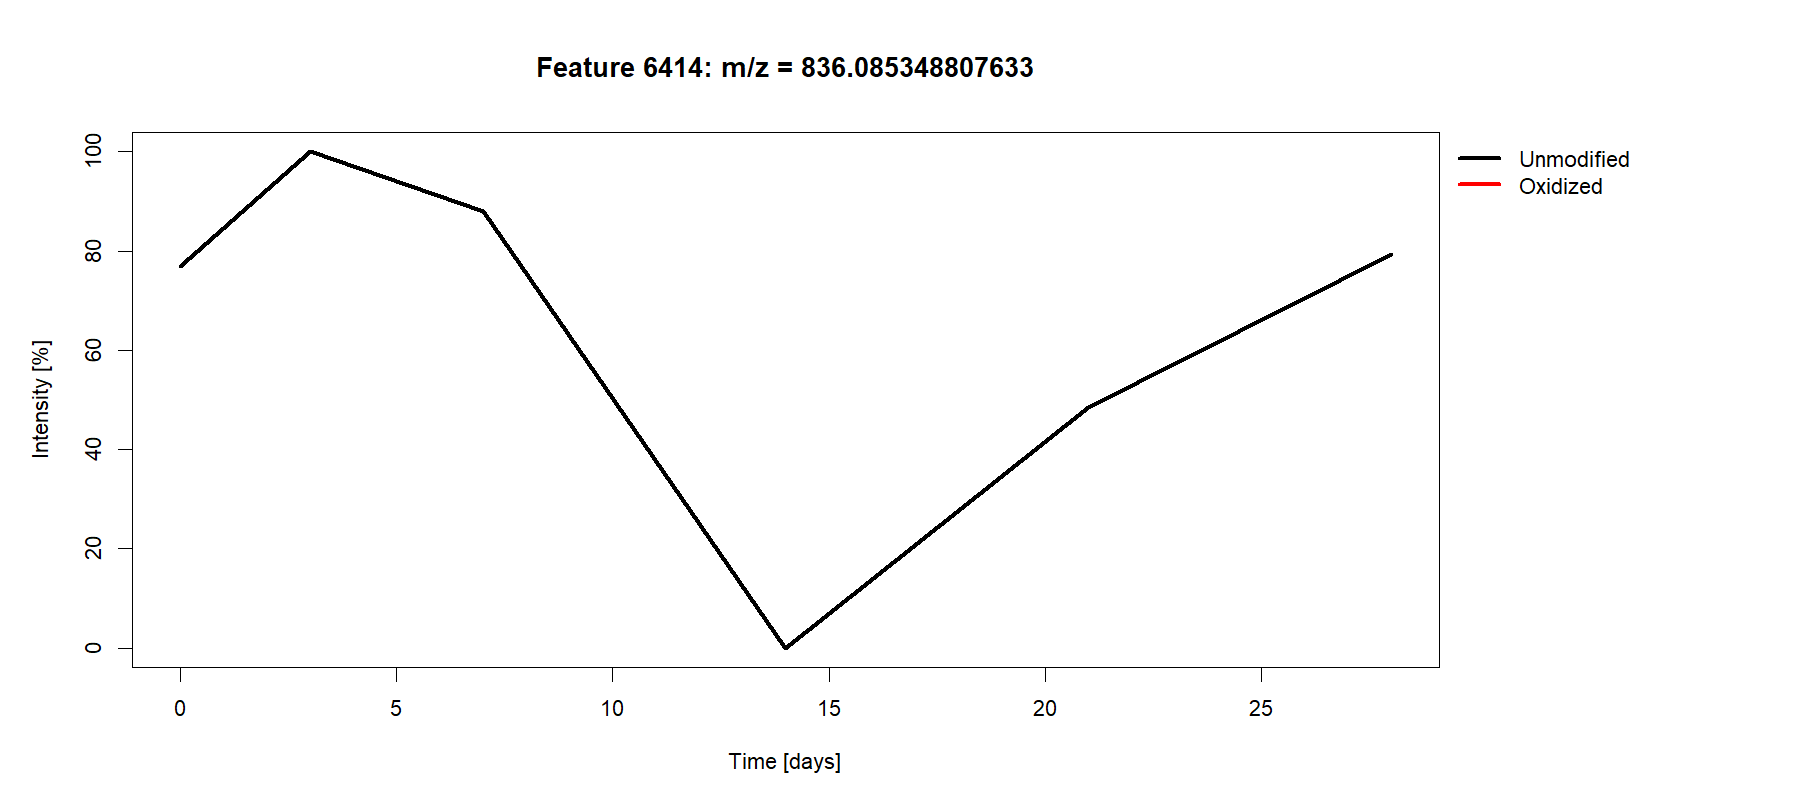 Feature 6414: m/z = 836.085348807633
Unmodified
Oxidized
Intensity [%]
100
80
60
40
20
0
0 5 10 15 20 25
Time [days]